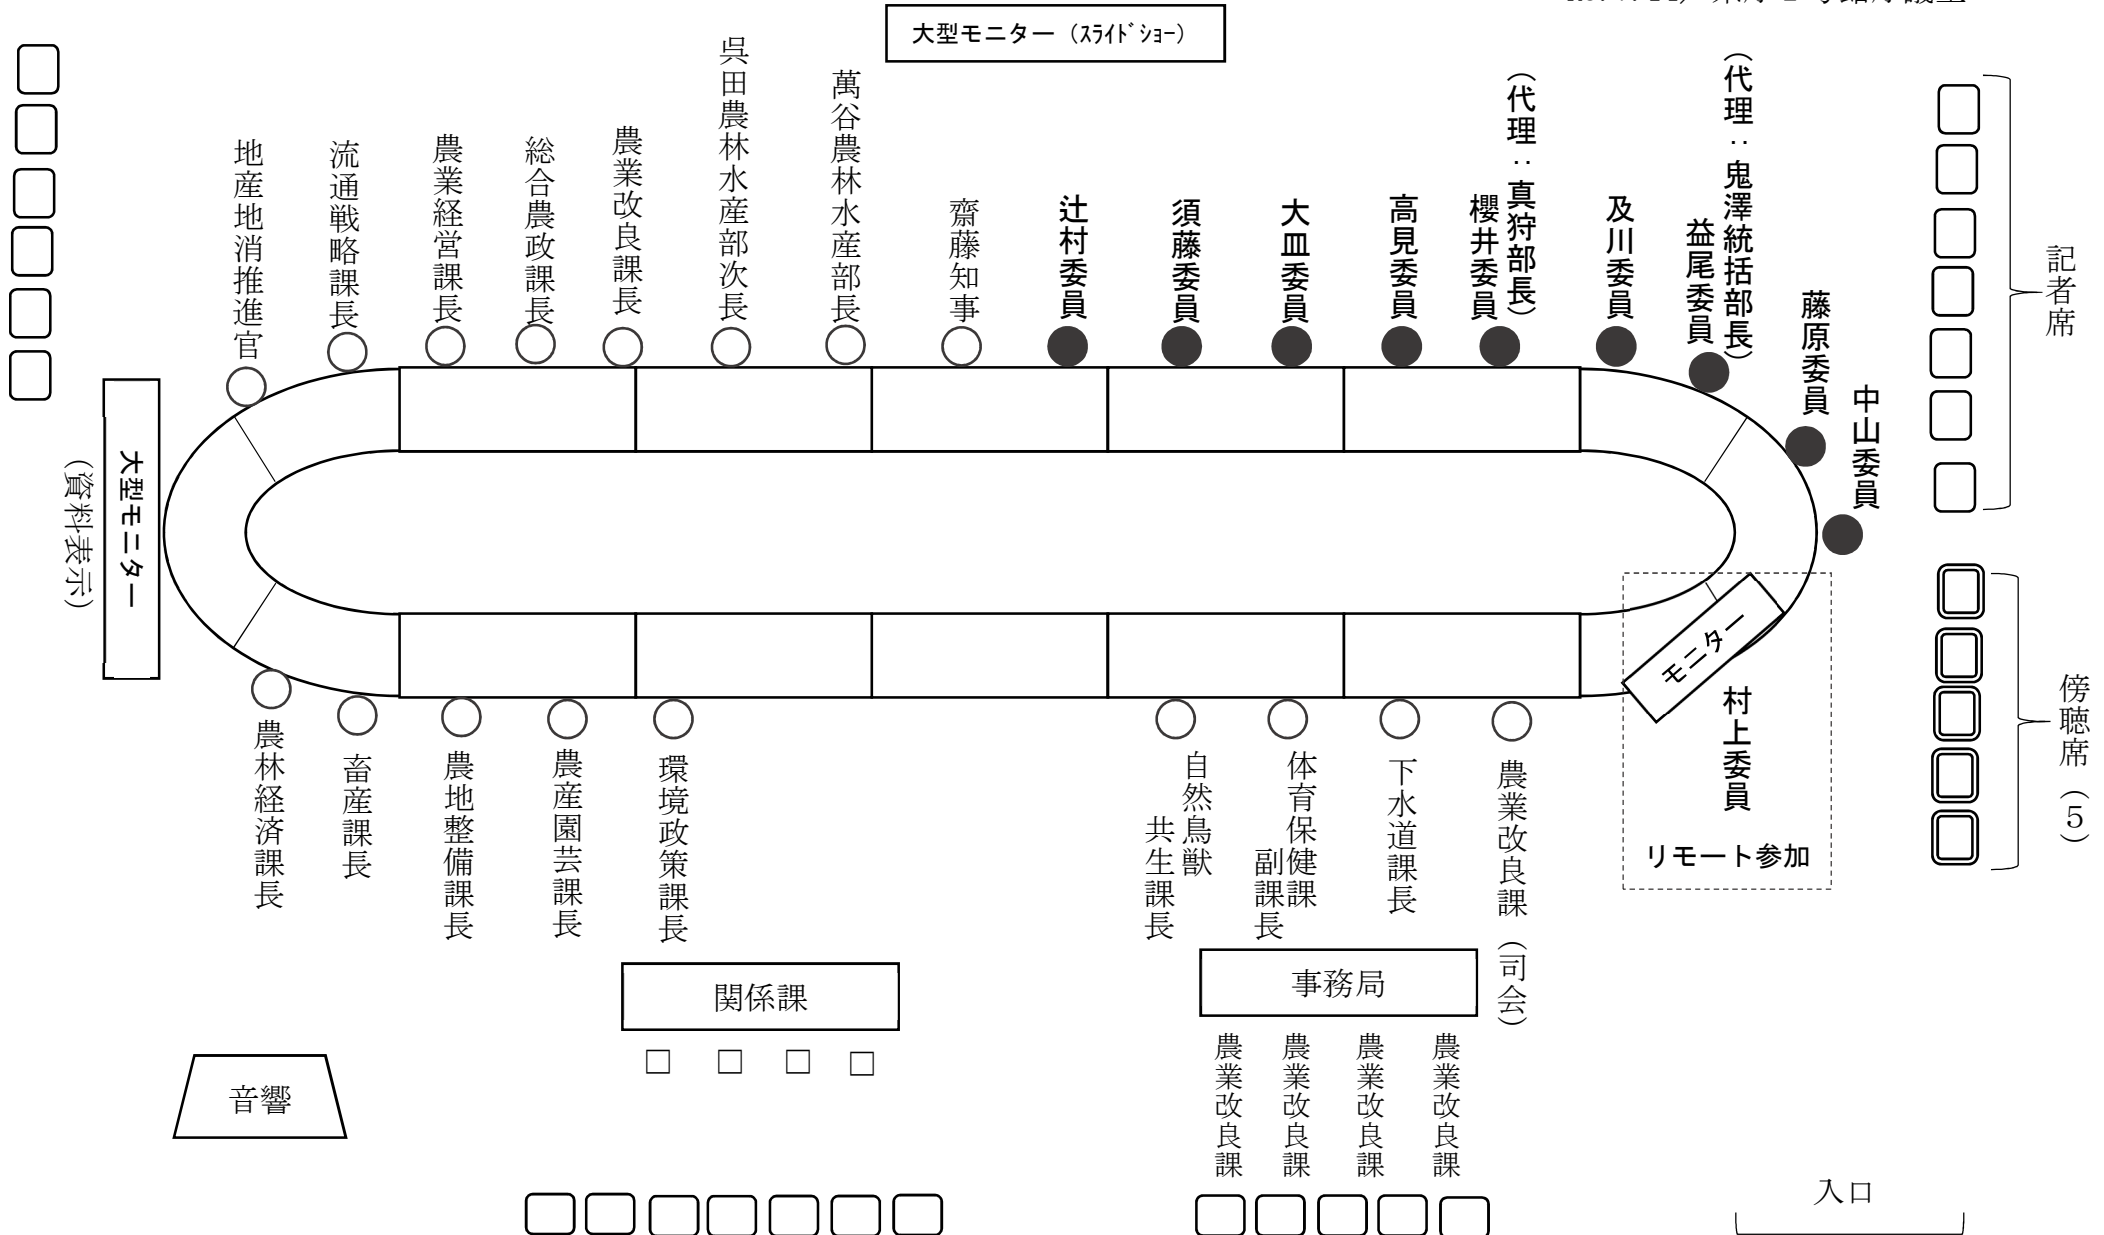 大型モニター（ｽﾗｲﾄﾞｼｮｰ）
地産地消推進官
流通戦略課長
農業経営課長
総合農政課長
農業改良課長
呉田農林水産部次長
萬谷農林水産部長
齋藤知事
辻村委員
須藤委員
大皿委員
高見委員
櫻井委員
（代理：真狩部長）
及川委員
益尾委員
（代理：鬼澤統括部長）
藤原委員
中山委員
記者席
大型モニター
（資料表示）
モニター
村上委員
リモート参加
傍聴席（５）
農林経済課長
畜産課長
農地整備課長
農産園芸課長
環境政策課長
自然鳥獣
共生課長
体育保健課
副課長
下水道課長
農業改良課（司会）
関係課
事務局
農業改良課
農業改良課
農業改良課
農業改良課
音響
入口